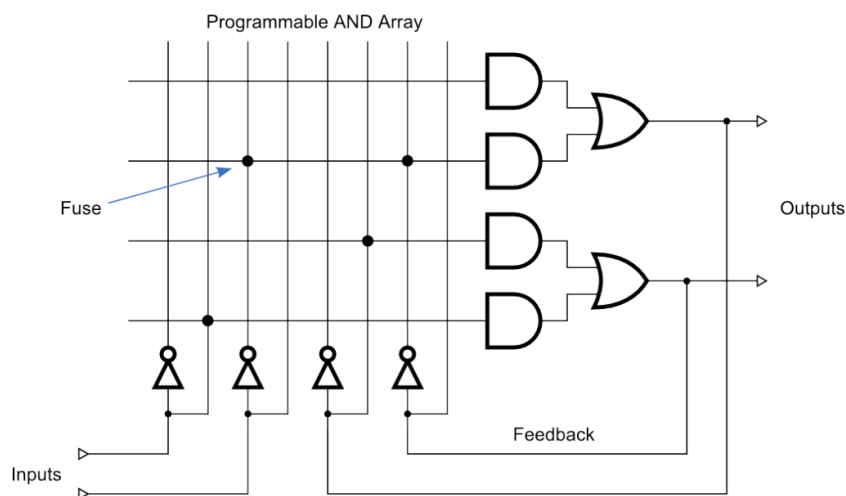 Programmable AND Array
Fuse
Outputs
Feedback
Inputs